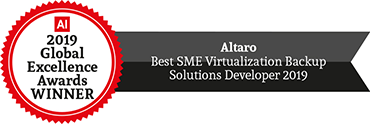 AI
2019
Global
Excellence
Awards
WINNER
Altaro
Best SME Virtualization Backup
Solutions Developer 2019